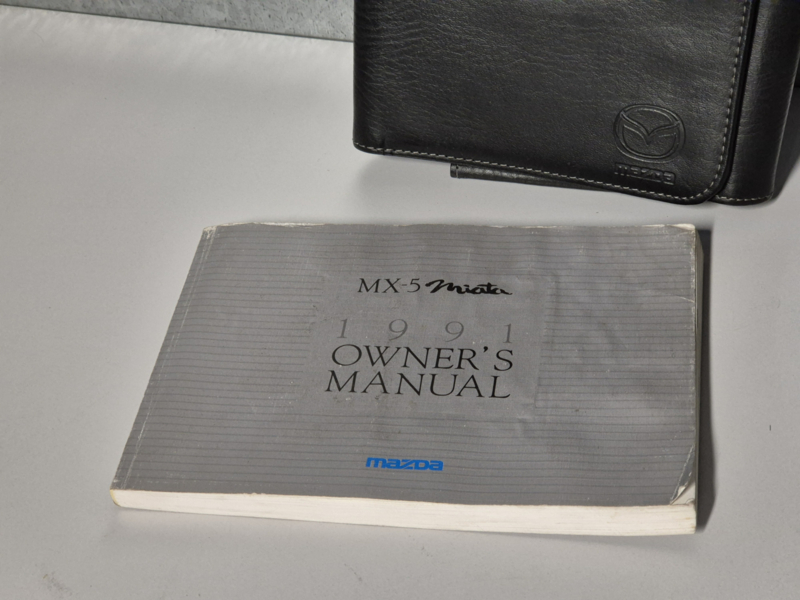 mazda
MX-5 Miata
1991
OWNER'S
MANUAL
mazda